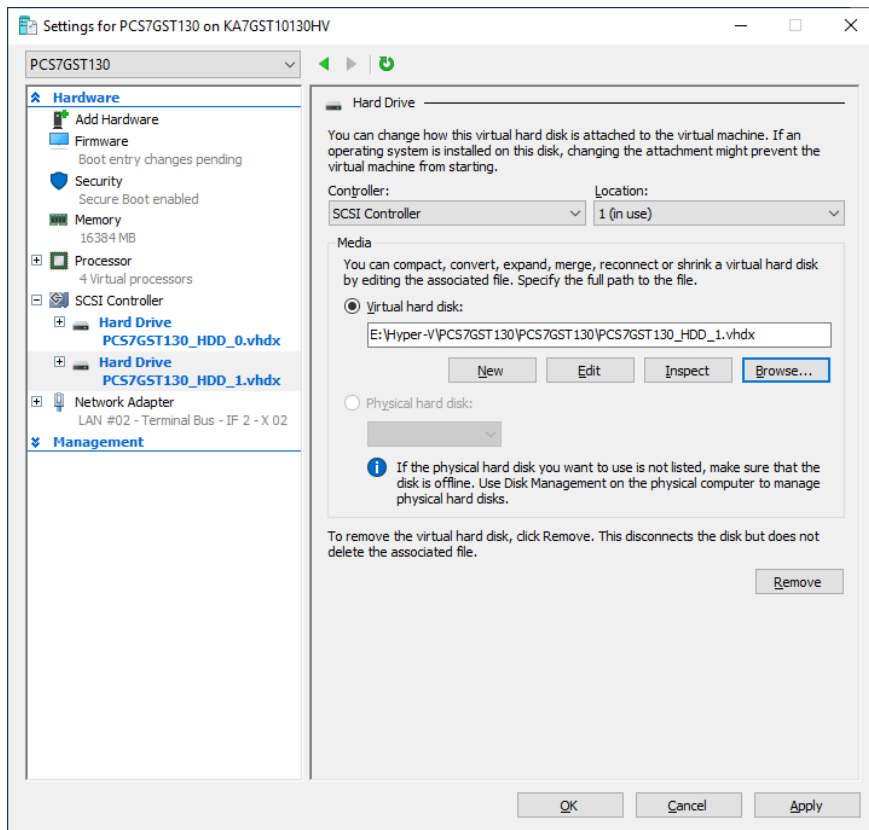 Settings for PCS7GST130 on KA7GST10130HV
PCS7GST130
Hardware
Add Hardware
Firmware
Boot entry changes pending
Security
Secure Boot enabled
Memory
16384 MB
Processor
4 Virtual processors
SCSI Controller
Hard Drive
PCS7GST130_HDD_0.vhdx
Hard Drive
PCS7GST130_HDD_1.vhdx
Network Adapter
LAN #02 - Terminal Bus - IF 2 - X 02
Management
Hard Drive
You can change how this virtual hard disk is attached to the virtual machine. If an
operating system is installed on this disk, changing the attachment might prevent the
virtual machine from starting.
Controller:
Location:
SCSI Controller
1 (in use)
Media
You can compact, convert, expand, merge, reconnect or shrink a virtual hard disk
by editing the associated file. Specify the full path to the file.
Virtual hard disk:
E:\Hyper-V\PCS7GST130\PCS7GST130\PCS7GST130_HDD_1.vhdx
New
Edit
Inspect
Browse...
Physical hard disk:
If the physical hard disk you want to use is not listed, make sure that the
disk is offline. Use Disk Management on the physical computer to manage
physical hard disks.
To remove the virtual hard disk, click Remove. This disconnects the disk but does not
delete the associated file.
Remove
OK
Cancel
Apply